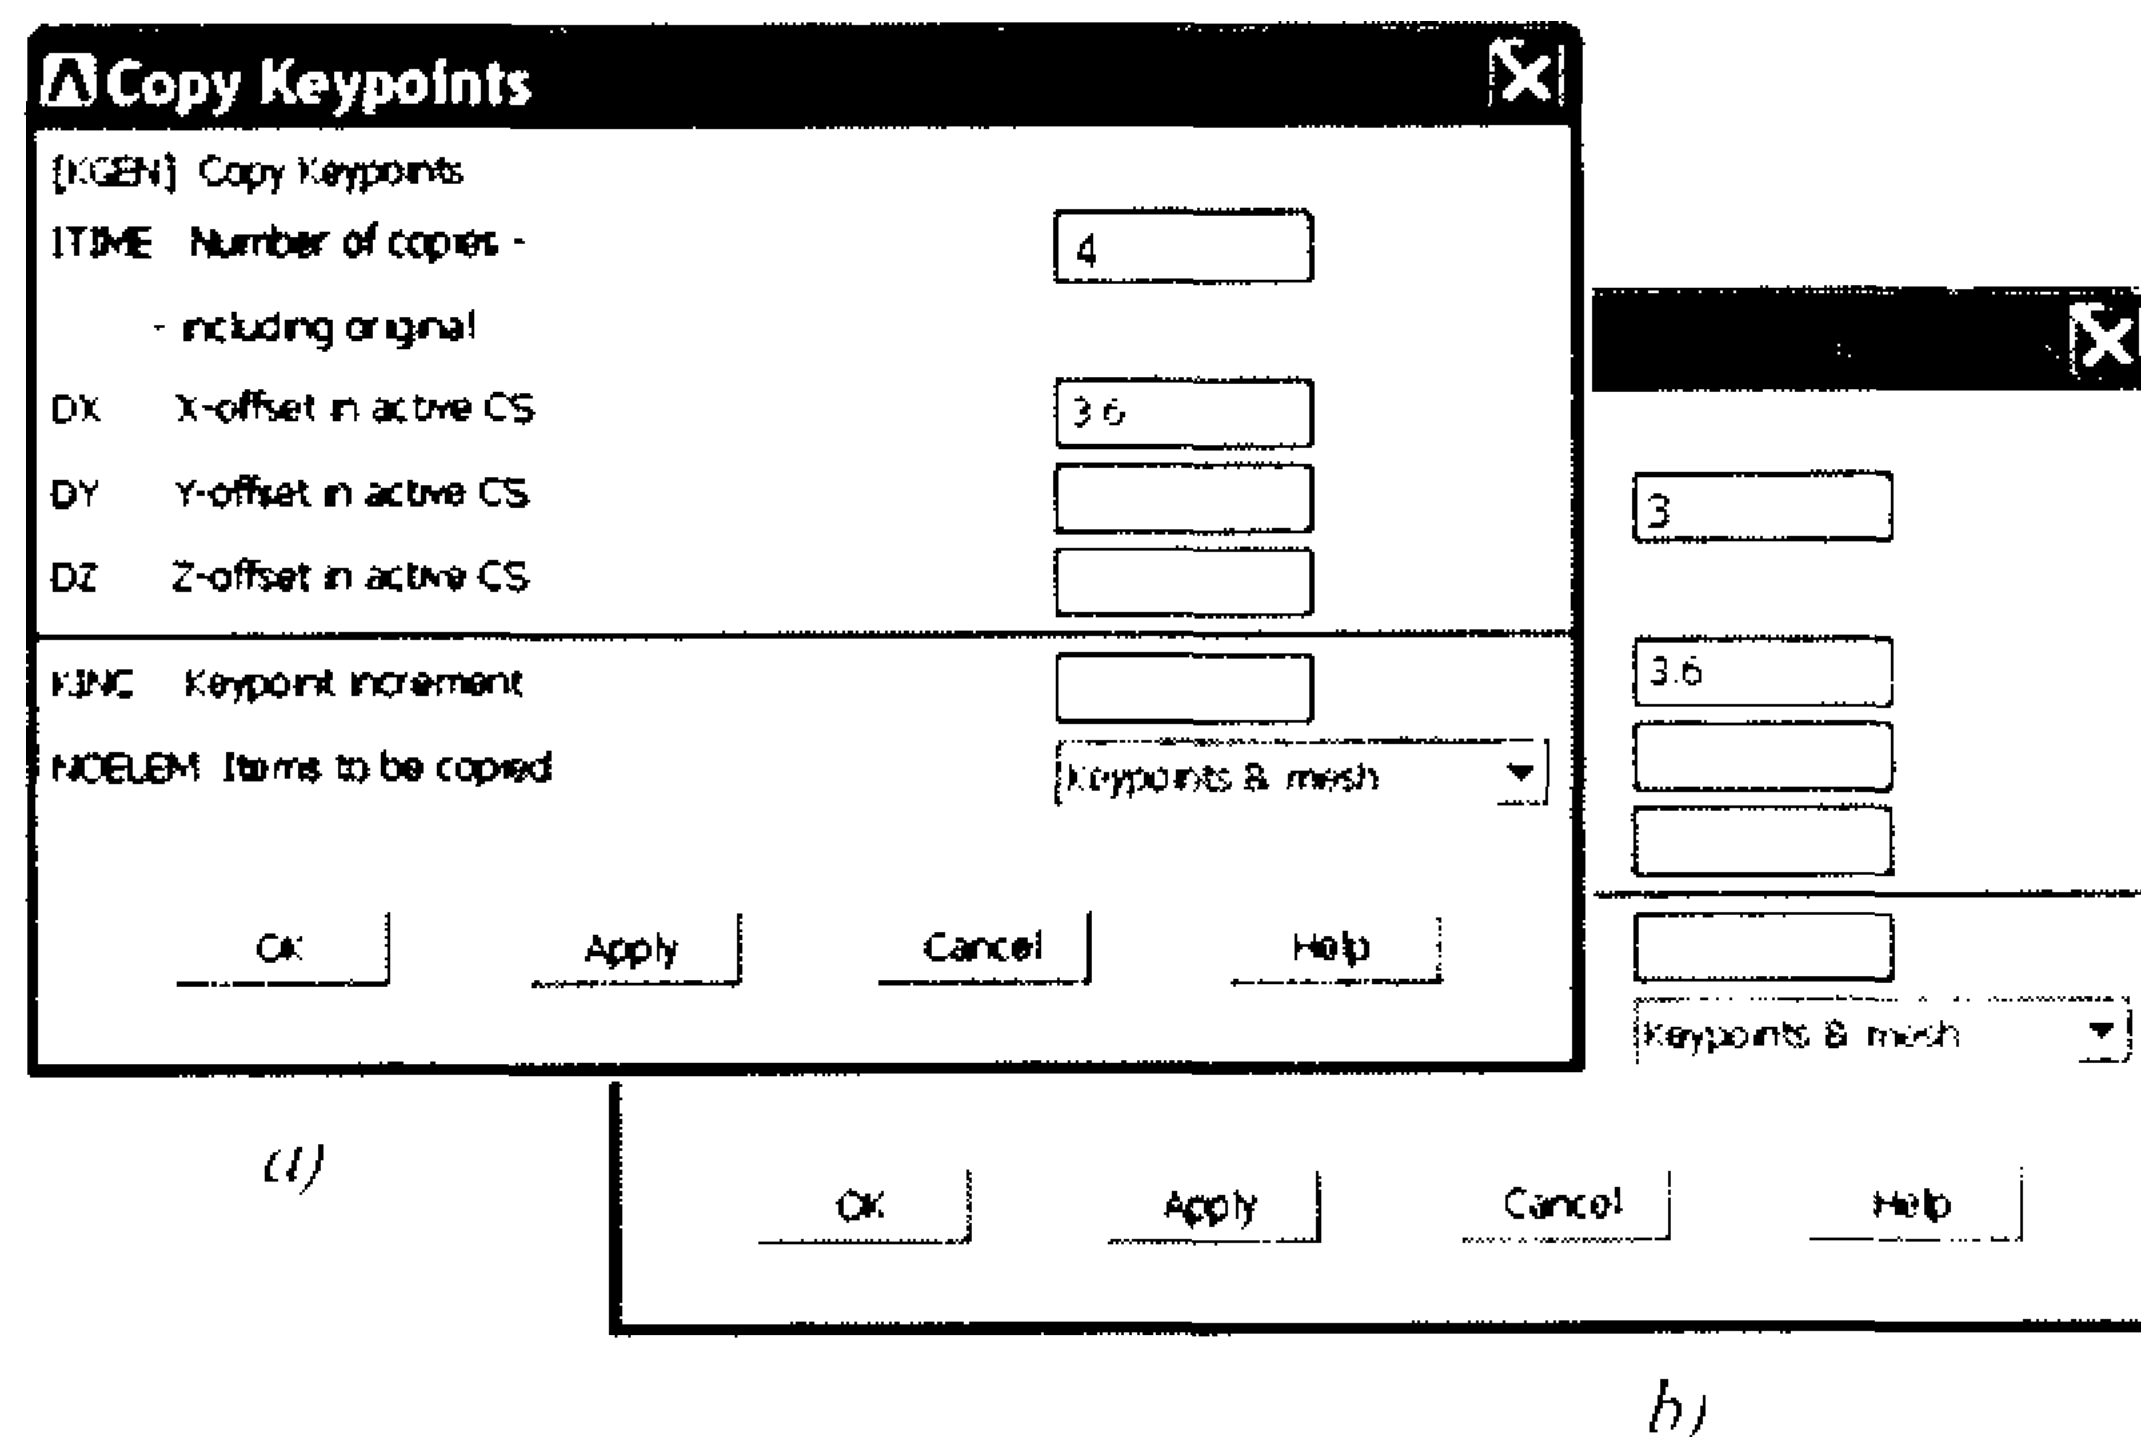 Copy Keypoints
[KGEN] Copy Keypoints
ITIME Number of copies - 4
- including original
DX X-offset in active CS 3.6
DY Y-offset in active CS
DZ Z-offset in active CS
KINC Keypoint increment
NOELEM Items to be copied Keypoints & mesh
OK Apply Cancel Help
a)
3
3.6
Keypoints & mesh
OK Apply Cancel Help
b)